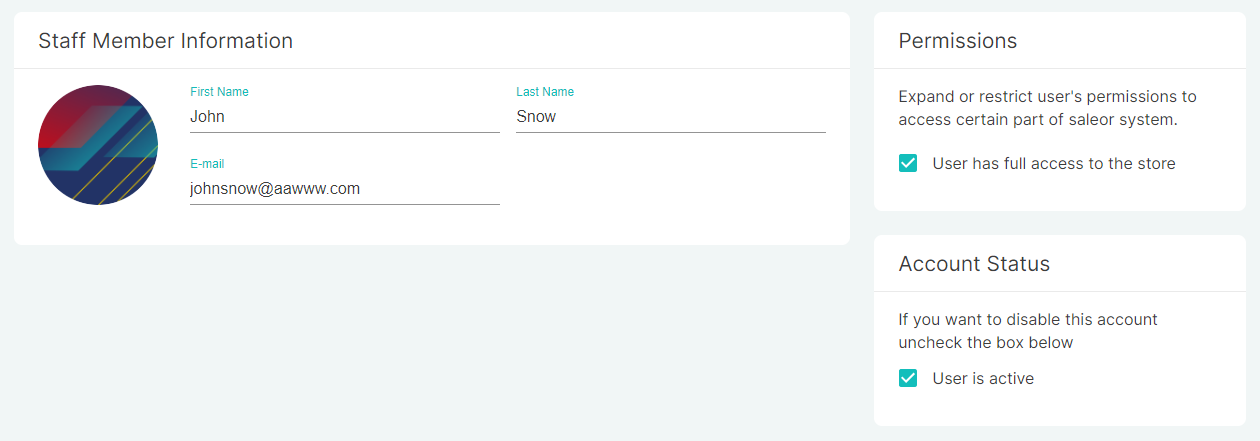 Staff Member Information
First Name
John
Last Name
Snow
E-mail
johnsnow@aawww.com
Permissions
Expand or restrict user's permissions to
access certain part of saleor system.
User has full access to the store
Account Status
If you want to disable this account
uncheck the box below
User is active